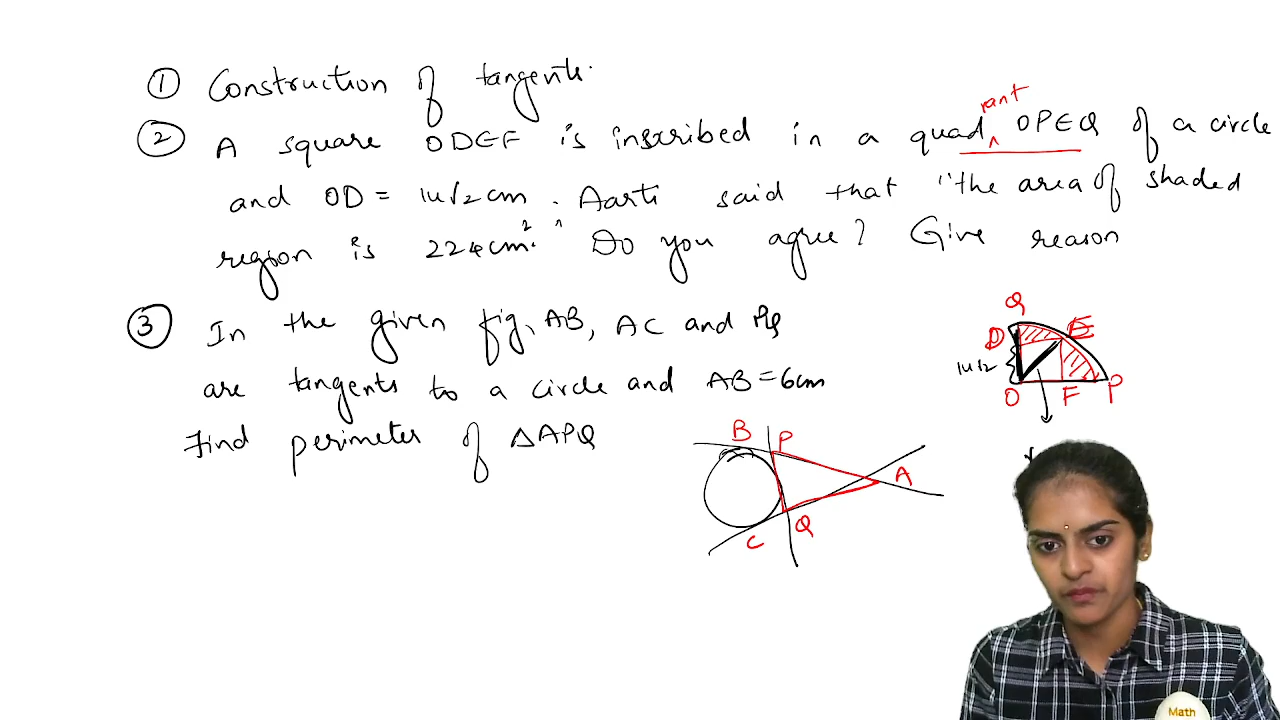 ① Construction of tangents.
② A square ODEF is inscribed in a quadrant OPEQ of a circle
and OD = 14√2 cm. Aarti said that "the area of shaded
region is 224cm²." Do you agree? Give reason
③ In the given fig, AB, AC and PQ
are tangents to a circle and AB = 6cm
Find perimeter of △APQ
Q
D E
14√2
O F P
B P
A
Q
C
Math